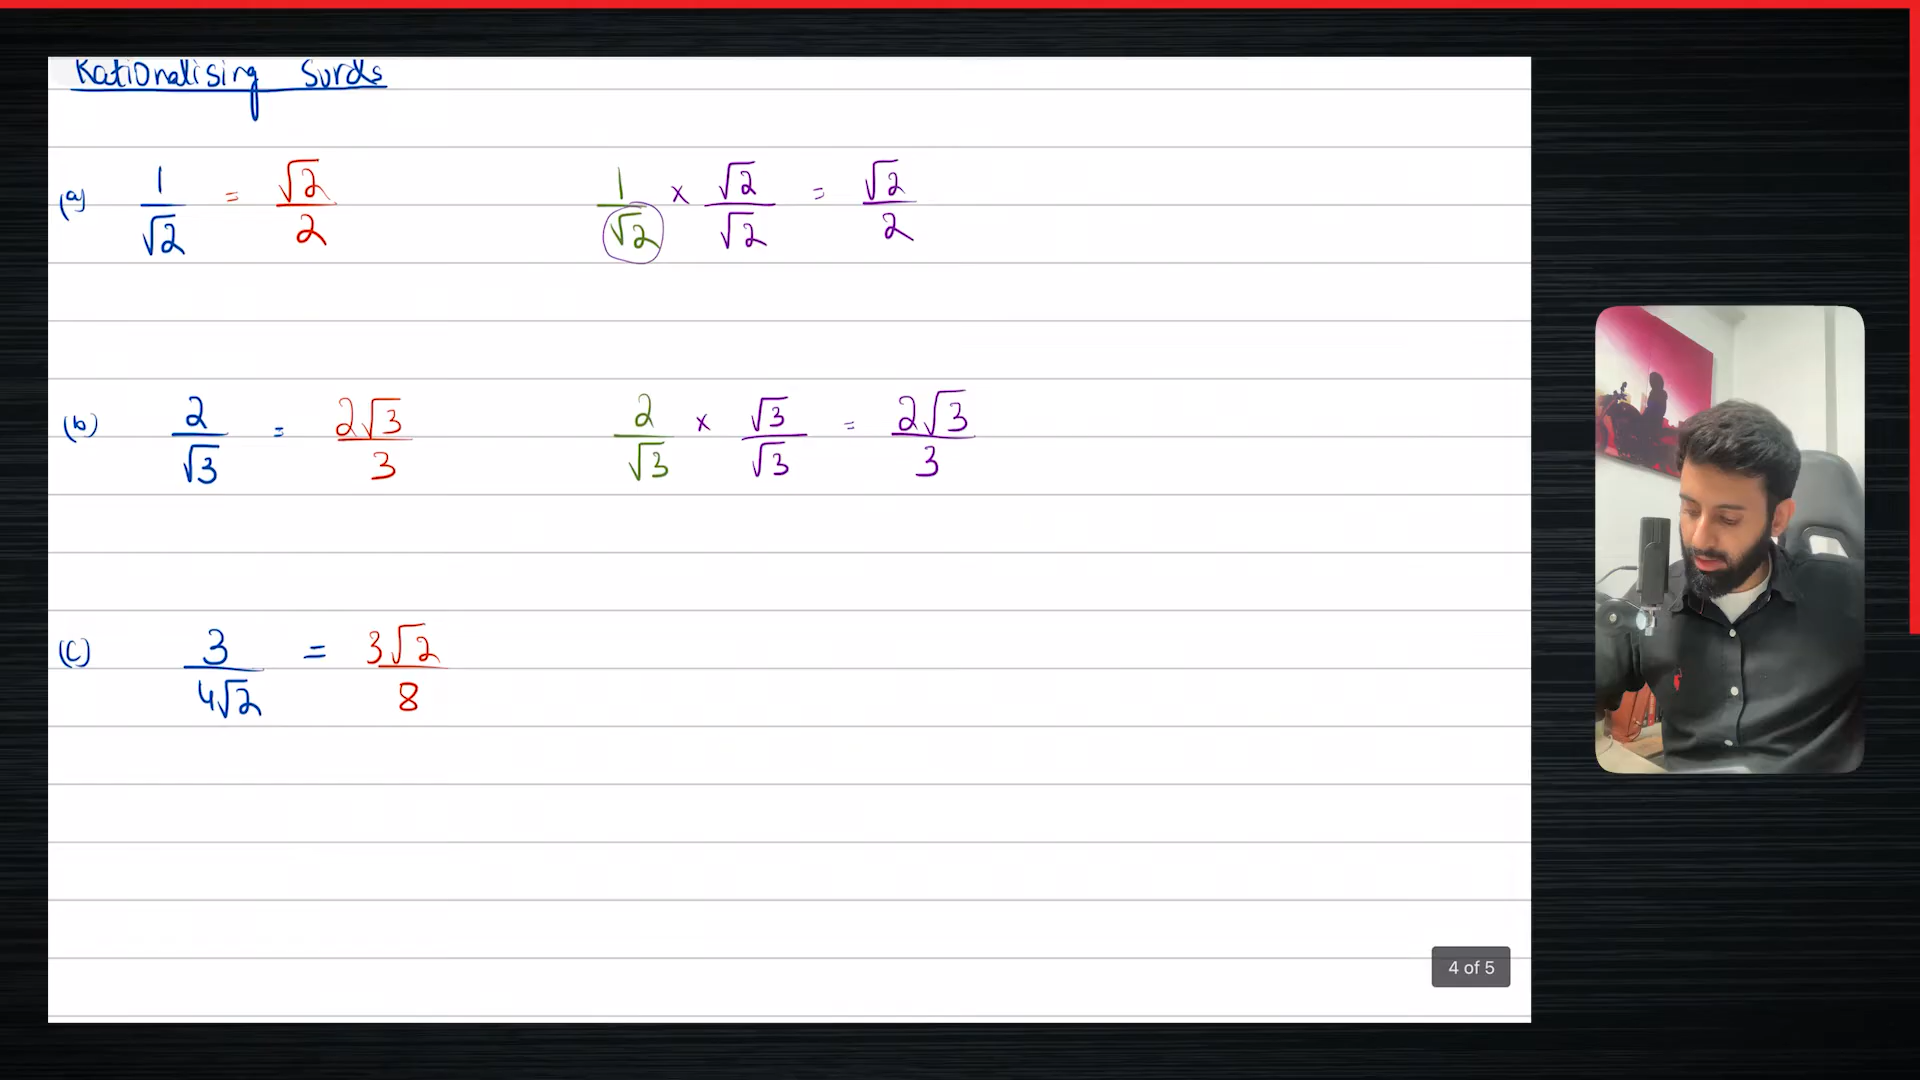 Rationalising Surds
(a) 1/√2 = √2/2 1/√2 × √2/√2 = √2/2
(b) 2/√3 = 2√3/3 2/√3 × √3/√3 = 2√3/3
(c) 3/4√2 = 3√2/8
4 of 5